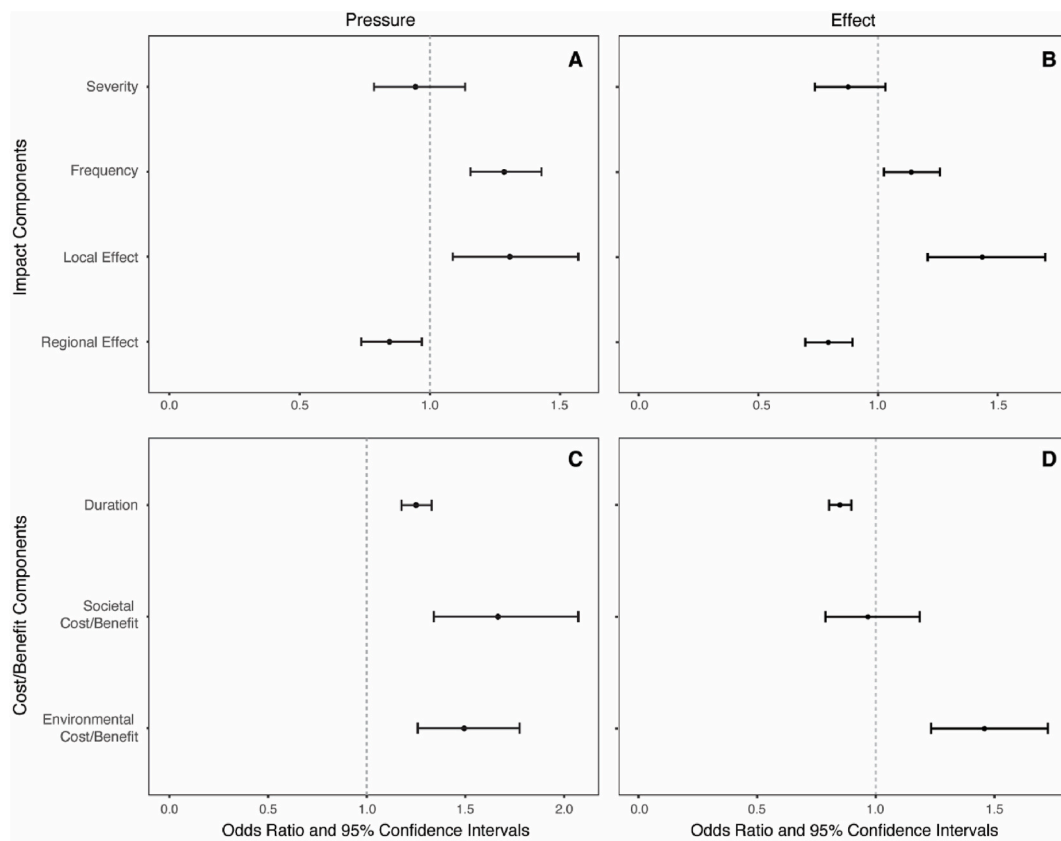 Pressure
Effect
A
B
Impact Components
Severity
Frequency
Local Effect
Regional Effect
0.0 0.5 1.0 1.5
0.0 0.5 1.0 1.5
C
D
Cost/Benefit Components
Duration
Societal
Cost/Benefit
Environmental
Cost/Benefit
0.0 0.5 1.0 1.5 2.0
0.0 0.5 1.0 1.5
Odds Ratio and 95% Confidence Intervals
Odds Ratio and 95% Confidence Intervals